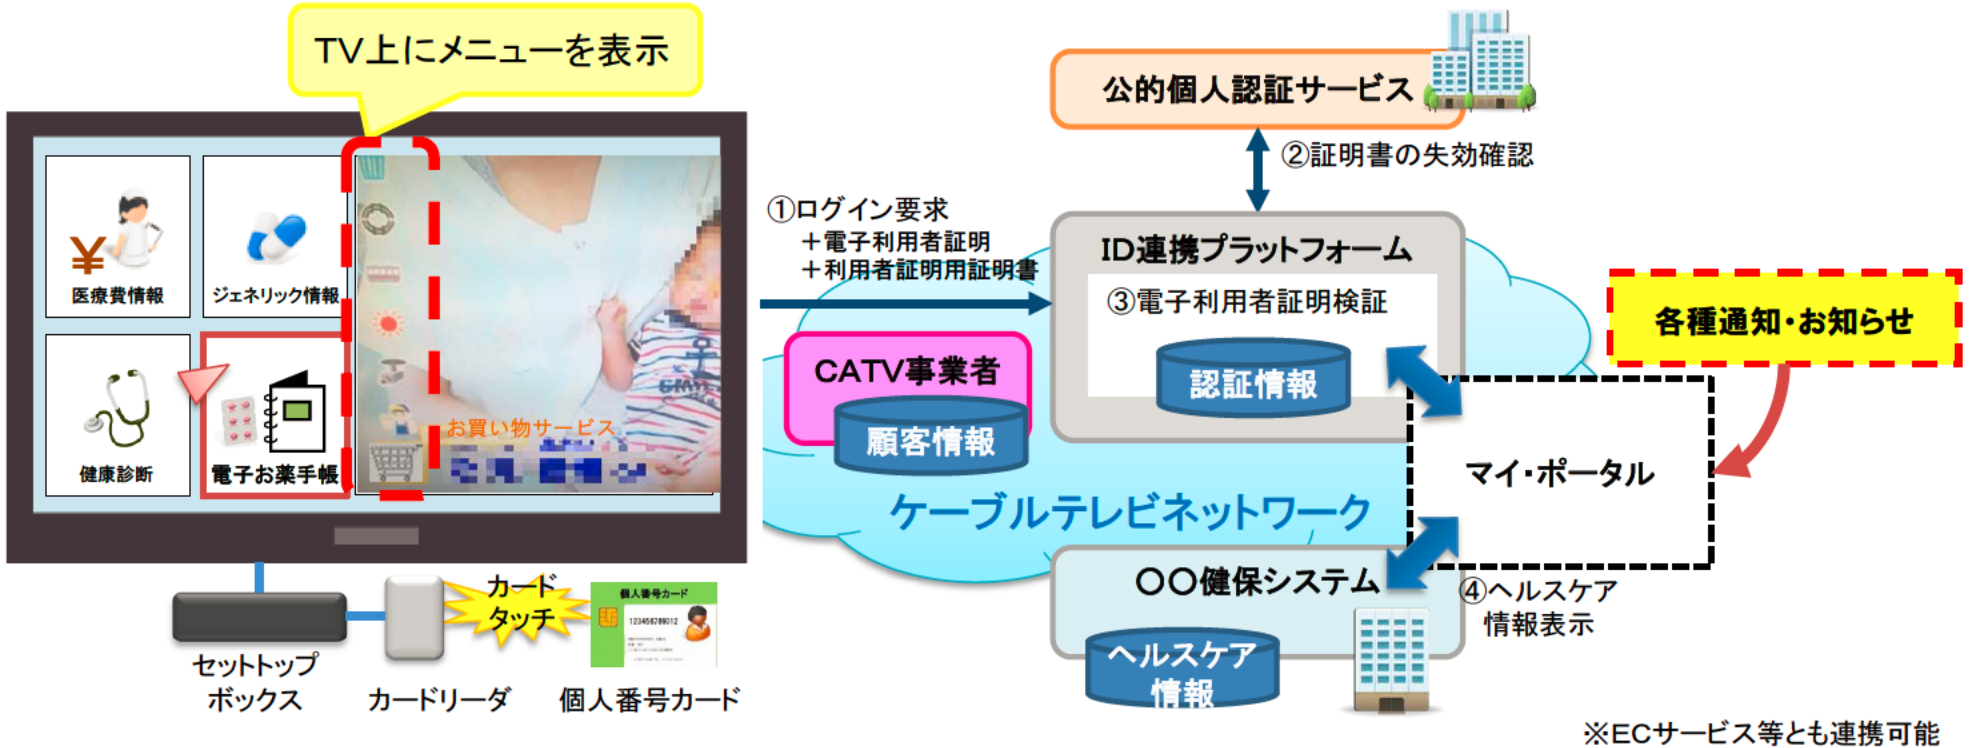 TV上にメニューを表示
医療費情報
ジェネリック情報
健康診断
電子お薬手帳
お買い物サービス
セットトップ
ボックス
カードリーダ
カード
タッチ
個人番号カード
123456789012
個人番号カード
公的個人認証サービス
②証明書の失効確認
①ログイン要求
＋電子利用者証明
＋利用者証明用証明書
ID連携プラットフォーム
③電子利用者証明検証
認証情報
CATV事業者
顧客情報
ケーブルテレビネットワーク
各種通知・お知らせ
マイ・ポータル
〇〇健保システム
ヘルスケア
情報
④ヘルスケア
情報表示
※ECサービス等とも連携可能